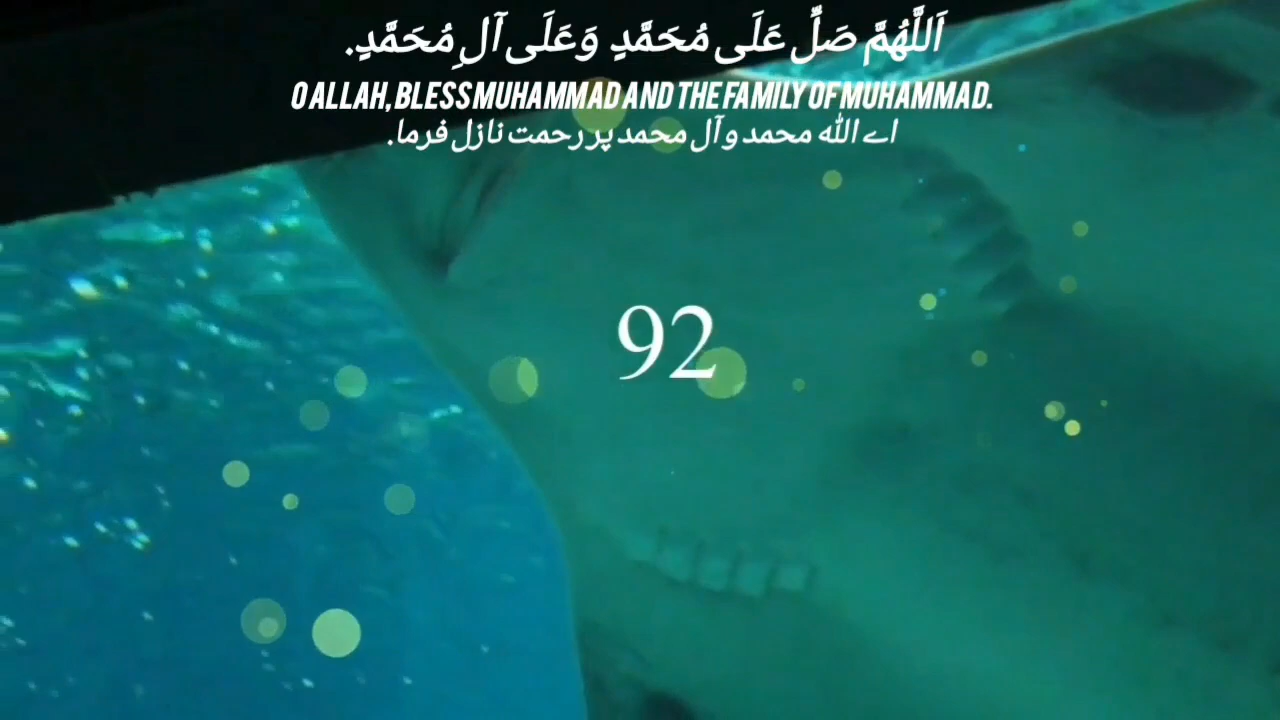 اَللَّهُمَّ صَلِّ عَلَى مُحَمَّدٍ وَعَلَى آلِ مُحَمَّدٍ.
O ALLAH, BLESS MUHAMMAD AND THE FAMILY OF MUHAMMAD.
اے اللہ محمد و آل محمد پر رحمت نازل فرما.
92